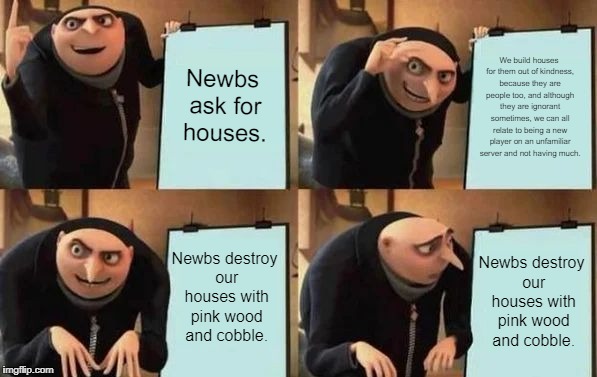 Newbs
ask for
houses.
We build houses
for them out of kindness,
because they are
people too, and although
they are ignorant
sometimes, we can all
relate to being a new
player on an unfamiliar
server and not having much.
Newbs destroy
our
houses with
pink wood
and cobble.
Newbs destroy
our
houses with
pink wood
and cobble.
imgflip.com